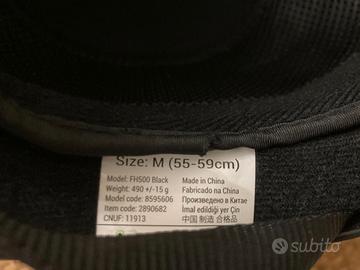 Size: M (55-59cm)
Model: FH500 Black
Made in China
Weight: 490 +/-15 g
Fabricado na China
Model code: 8595606
Произведено в Китае
Item code: 2890682
İmal edildiği yer Çin
CNUF: 11913
中国 制造 合格品
subito